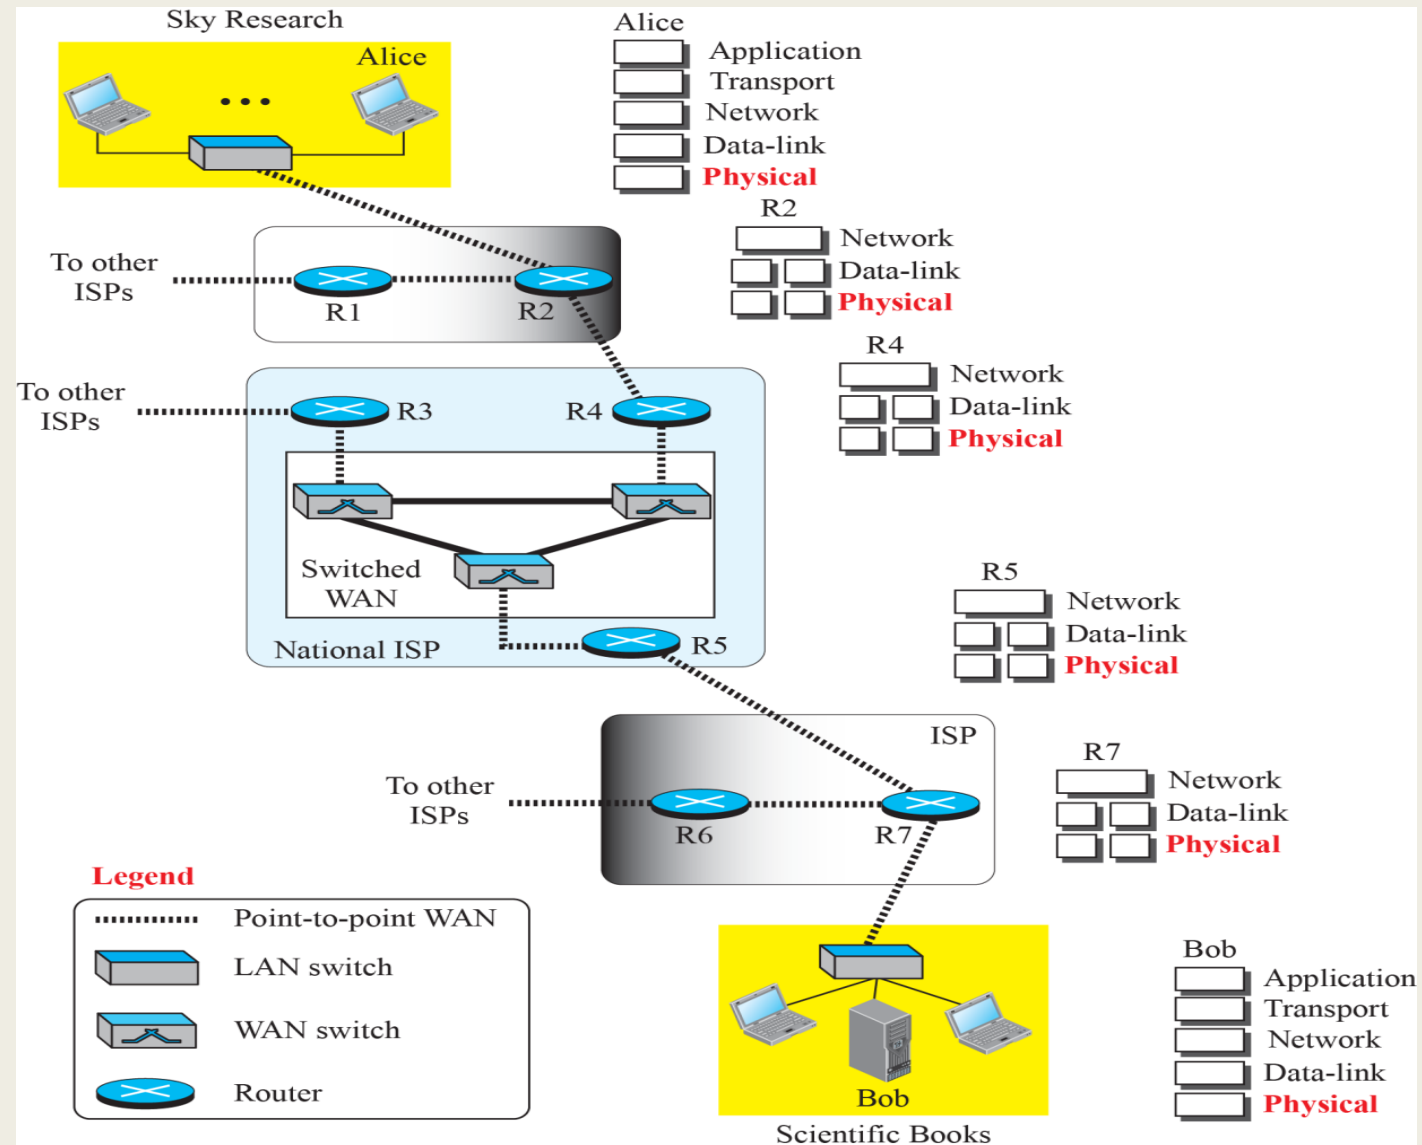 Sky Research
Alice
Alice
Application
Transport
Network
Data-link
Physical
R2
Network
Data-link
Physical
To other
ISPs
R1
R2
R4
Network
Data-link
Physical
To other
ISPs
R3
R4
Switched
WAN
National ISP
R5
R5
Network
Data-link
Physical
ISP
To other
ISPs
R6
R7
R7
Network
Data-link
Physical
Legend
Point-to-point WAN
LAN switch
WAN switch
Router
Bob
Scientific Books
Bob
Application
Transport
Network
Data-link
Physical